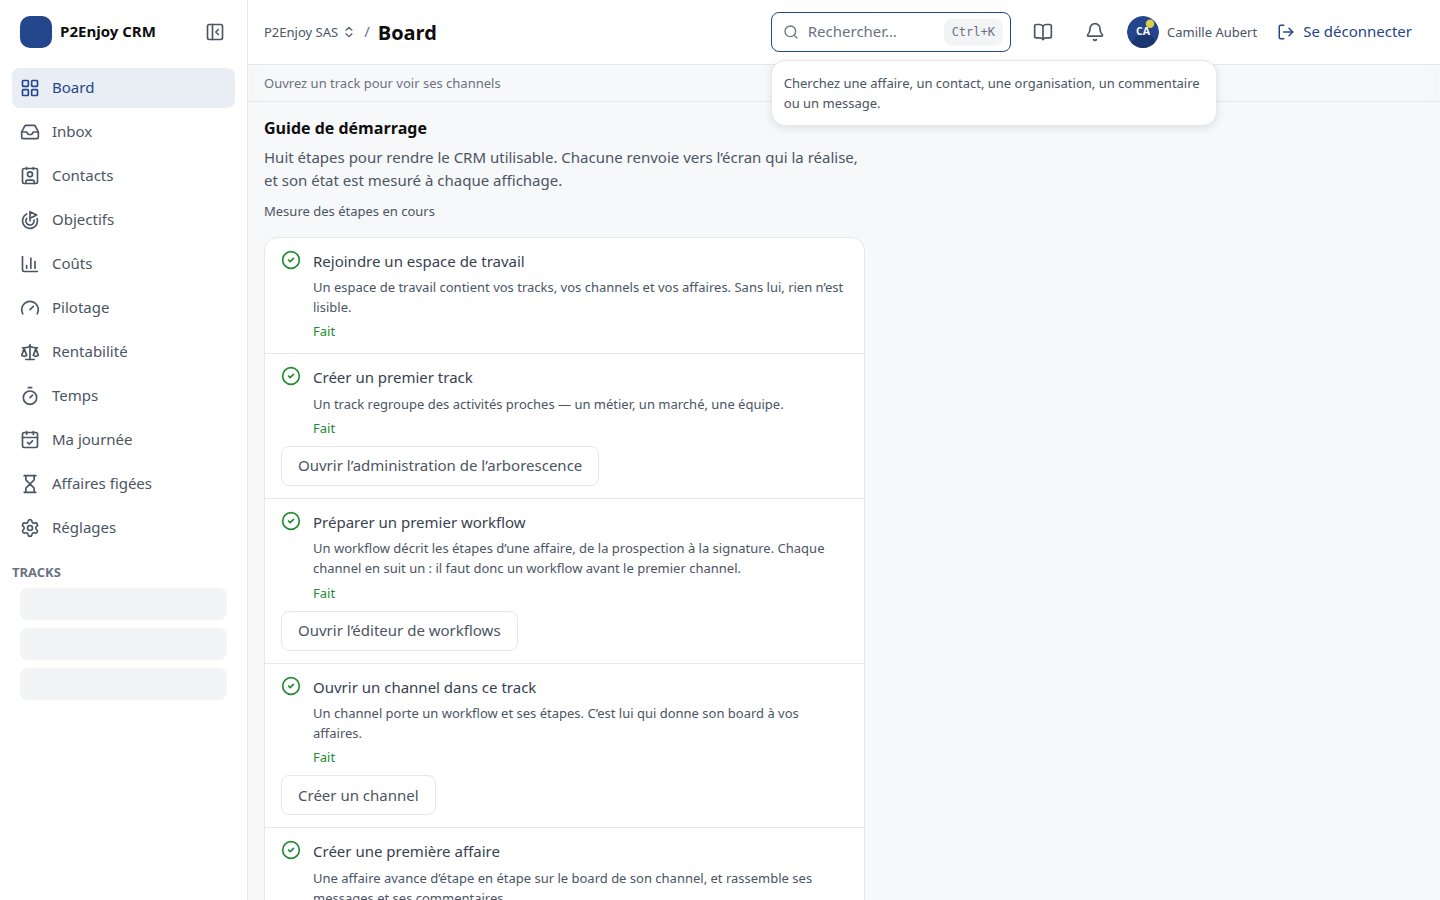 P2Enjoy CRM
Board
Inbox
Contacts
Objectifs
Coûts
Pilotage
Rentabilité
Temps
Ma journée
Affaires figées
Réglages
TRACKS
P2Enjoy SAS / Board
Rechercher... Ctrl+K
CA Camille Aubert
Se déconnecter
Cherchez une affaire, un contact, une organisation, un commentaire
ou un message.
Ouvrez un track pour voir ses channels
Guide de démarrage
Huit étapes pour rendre le CRM utilisable. Chacune renvoie vers l’écran qui la réalise,
et son état est mesuré à chaque affichage.
Mesure des étapes en cours
Rejoindre un espace de travail
Un espace de travail contient vos tracks, vos channels et vos affaires. Sans lui, rien n’est
lisible.
Fait
Créer un premier track
Un track regroupe des activités proches — un métier, un marché, une équipe.
Fait
Ouvrir l’administration de l’arborescence
Préparer un premier workflow
Un workflow décrit les étapes d’une affaire, de la prospection à la signature. Chaque
channel en suit un : il faut donc un workflow avant le premier channel.
Fait
Ouvrir l’éditeur de workflows
Ouvrir un channel dans ce track
Un channel porte un workflow et ses étapes. C’est lui qui donne son board à vos
affaires.
Fait
Créer un channel
Créer une première affaire
Une affaire avance d’étape en étape sur le board de son channel, et rassemble ses
messages et ses commentaires.